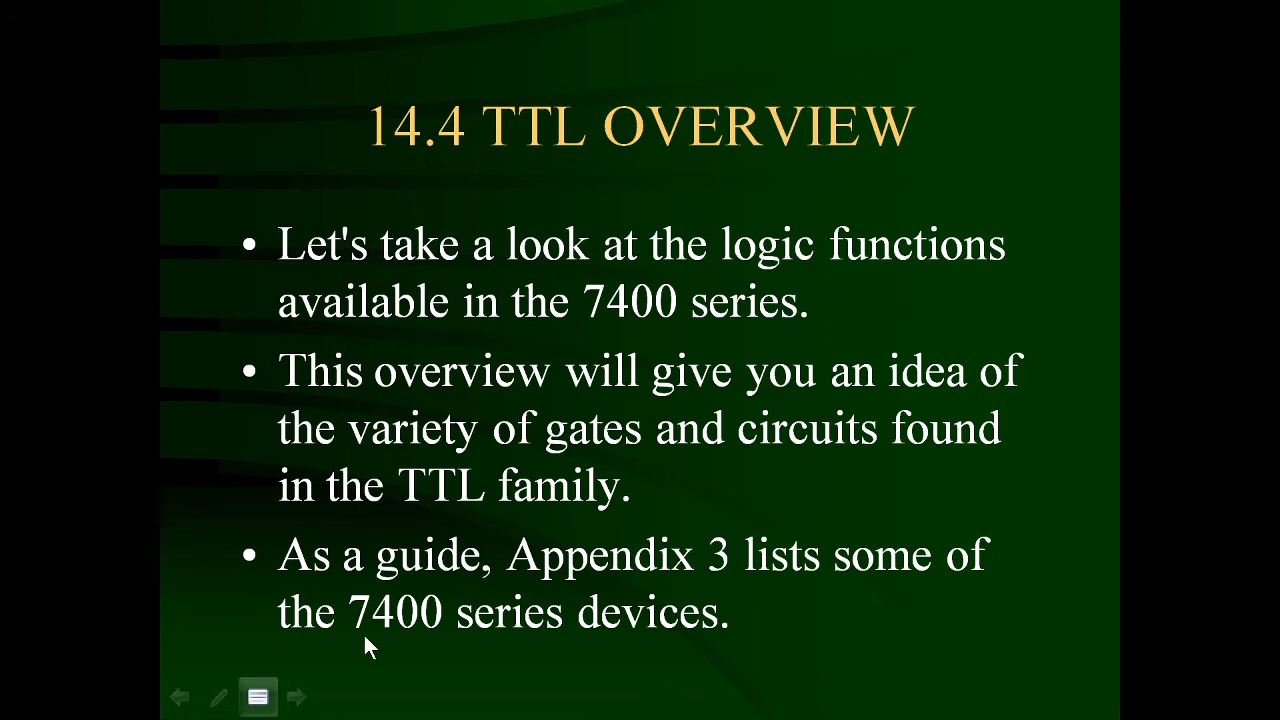 14.4 TTL OVERVIEW
• Let's take a look at the logic functions
available in the 7400 series.
• This overview will give you an idea of
the variety of gates and circuits found
in the TTL family.
• As a guide, Appendix 3 lists some of
the 7400 series devices.